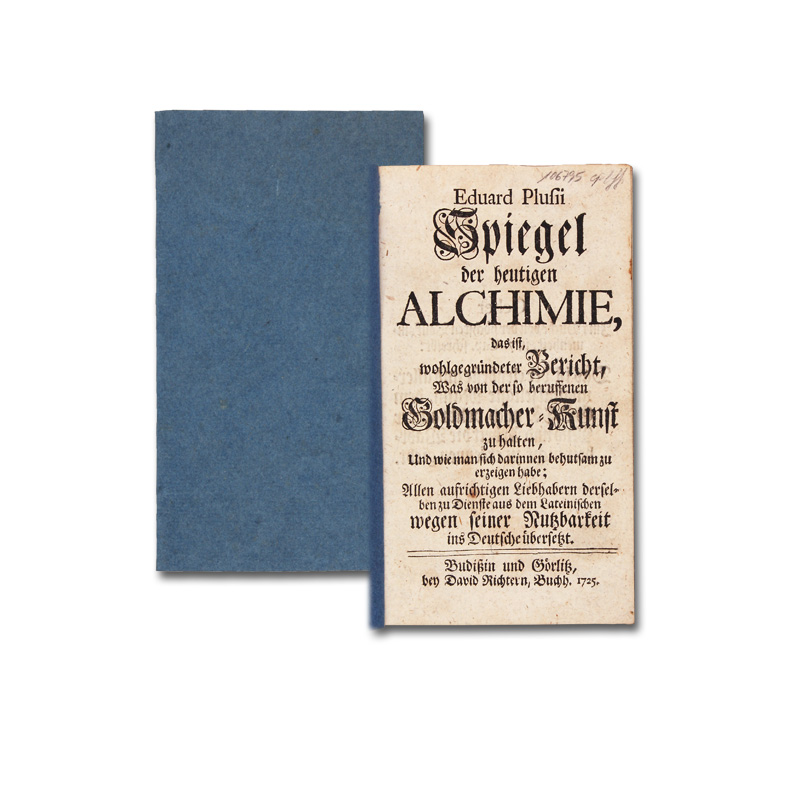 Y06795
Eduard Plusii
Spiegel
der heutigen
ALCHIMIE,
das ist,
wohlgegründeter Bericht,
Was von der so beruffenen
Goldmacher-Kunst
zu halten,
Und wie man sich darinnen behutsam zu
erzeigen habe;
Allen aufrichtigen Liebhabern dersel-
ben zu Dienste aus dem Lateinischen
wegen seiner Nutzbarkeit
ins Deutsche übersetzt.
Budißin und Görlitz,
bey David Richtern, Buchh. 1725.